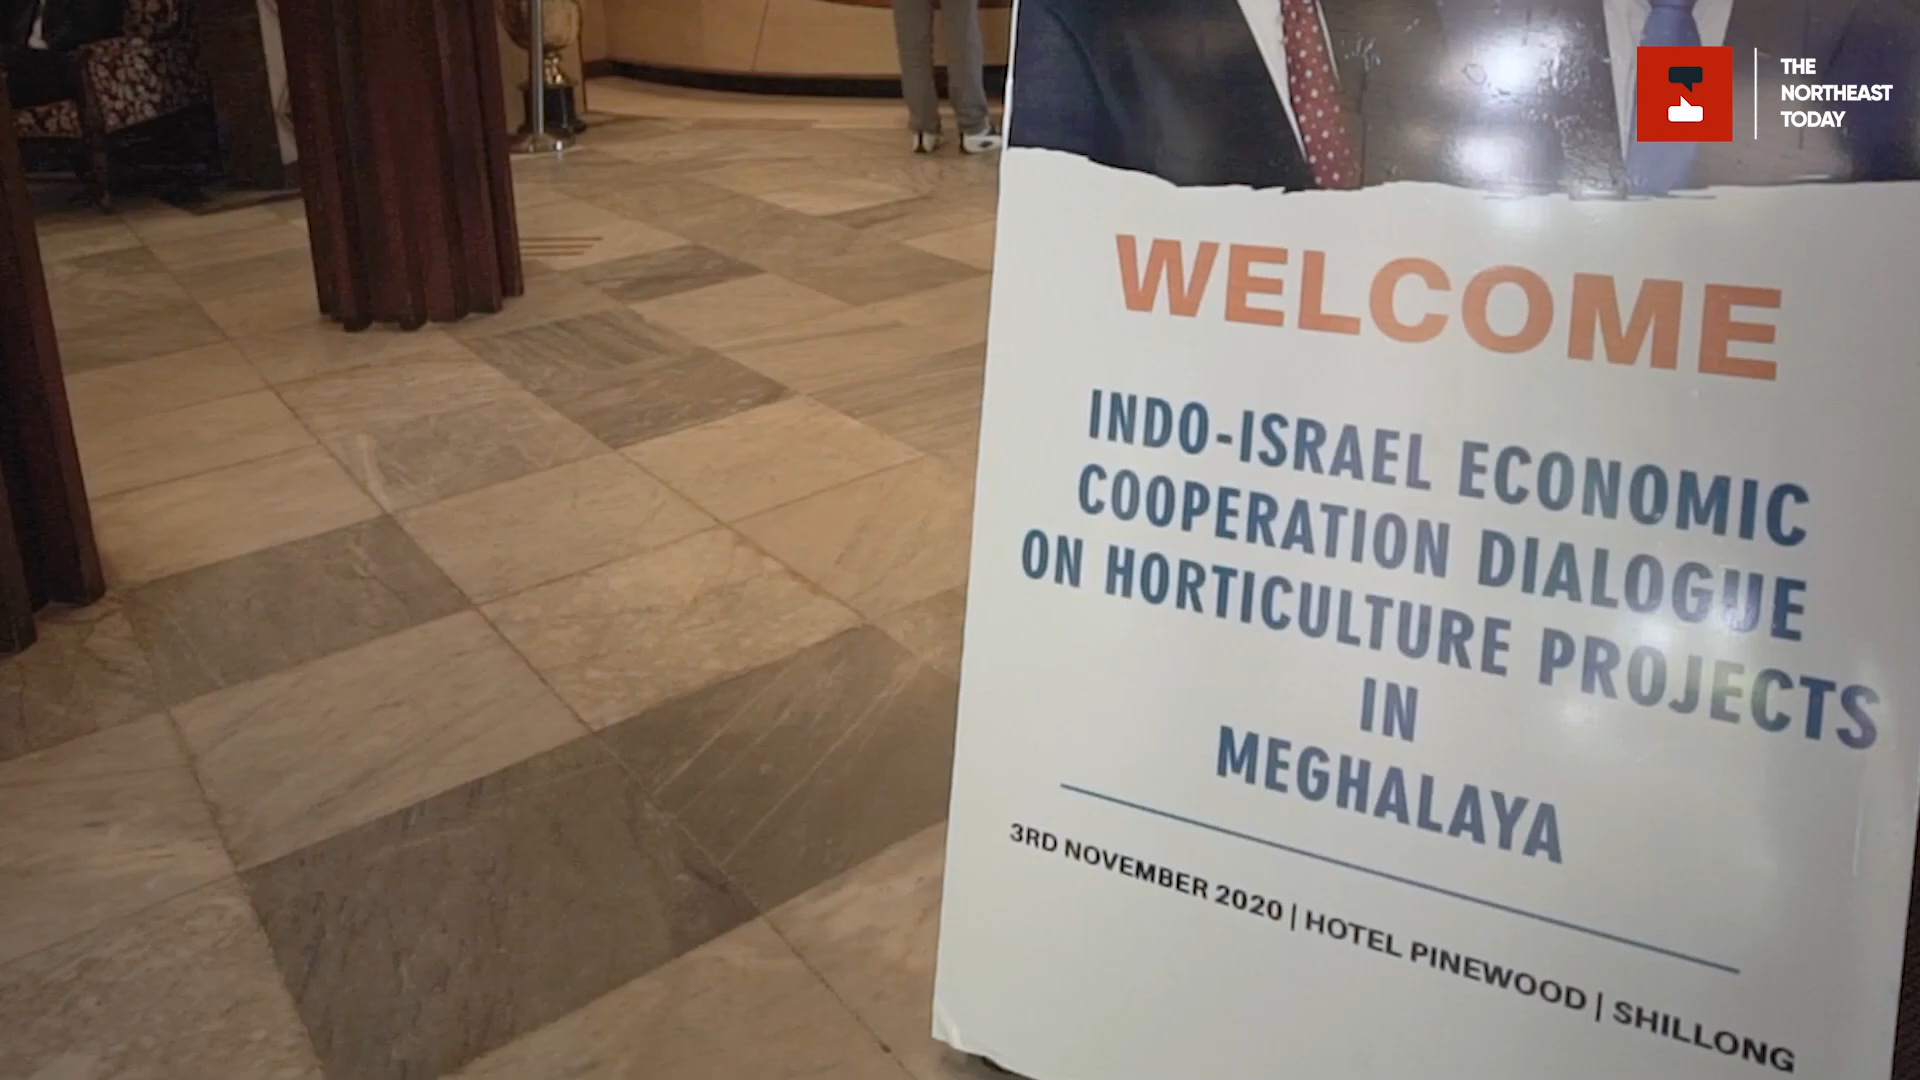 THE
NORTHEAST
TODAY
WELCOME
INDO-ISRAEL ECONOMIC
COOPERATION DIALOGUE
ON HORTICULTURE PROJECTS
IN
MEGHALAYA
3RD NOVEMBER 2020 | HOTEL PINEWOOD | SHILLONG